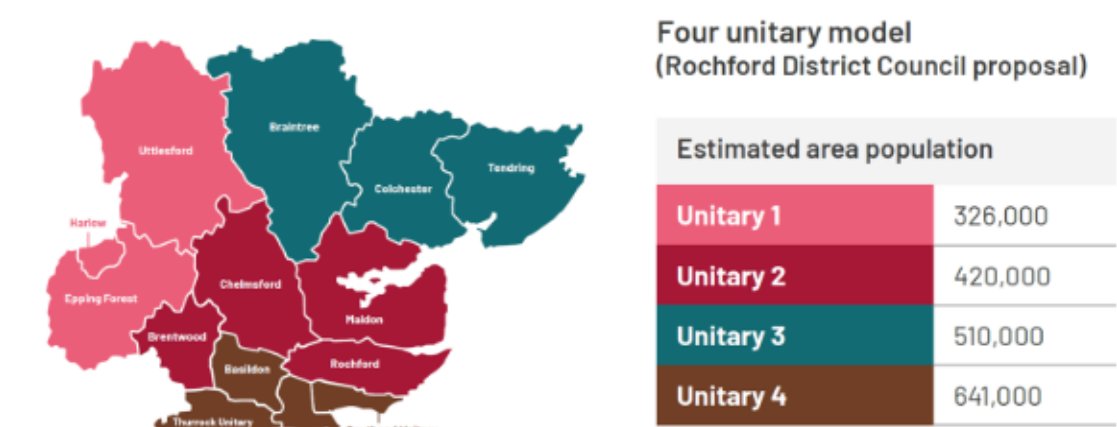 Four unitary model
(Rochford District Council proposal)
Estimated area population
Unitary 1 326,000
Unitary 2 420,000
Unitary 3 510,000
Unitary 4 641,000
Braintree
Uttlesford
Tendring
Colchester
Harlow
Chelmsford
Epping Forest
Maldon
Brentwood
Rochford
Basildon
Thurrock Unitary